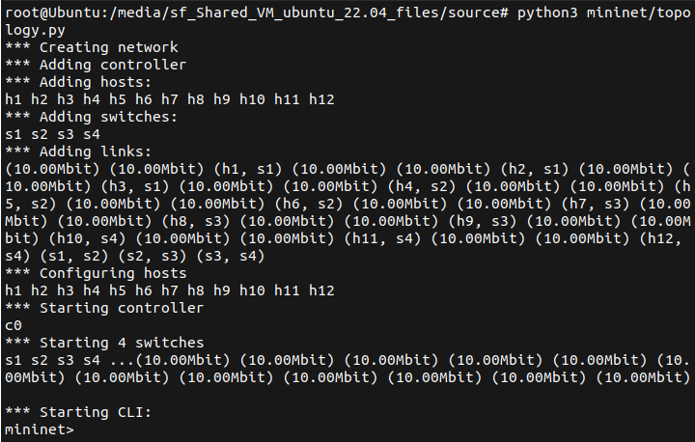 root@Ubuntu:/media/sf_Shared_VM_ubuntu_22.04_files/source# python3 mininet/topo
logy.py
*** Creating network
*** Adding controller
*** Adding hosts:
h1 h2 h3 h4 h5 h6 h7 h8 h9 h10 h11 h12
*** Adding switches:
s1 s2 s3 s4
*** Adding links:
(10.00Mbit) (10.00Mbit) (h1, s1) (10.00Mbit) (10.00Mbit) (h2, s1) (10.00Mbit) (
10.00Mbit) (h3, s1) (10.00Mbit) (10.00Mbit) (h4, s2) (10.00Mbit) (10.00Mbit) (h
5, s2) (10.00Mbit) (10.00Mbit) (h6, s2) (10.00Mbit) (10.00Mbit) (h7, s3) (10.00
Mbit) (10.00Mbit) (h8, s3) (10.00Mbit) (10.00Mbit) (h9, s3) (10.00Mbit) (10.00M
bit) (h10, s4) (10.00Mbit) (10.00Mbit) (h11, s4) (10.00Mbit) (10.00Mbit) (h12,
s4) (s1, s2) (s2, s3) (s3, s4)
*** Configuring hosts
h1 h2 h3 h4 h5 h6 h7 h8 h9 h10 h11 h12
*** Starting controller
c0
*** Starting 4 switches
s1 s2 s3 s4 ...(10.00Mbit) (10.00Mbit) (10.00Mbit) (10.00Mbit) (10.00Mbit) (10.
00Mbit) (10.00Mbit) (10.00Mbit) (10.00Mbit) (10.00Mbit) (10.00Mbit) (10.00Mbit)
*** Starting CLI:
mininet>